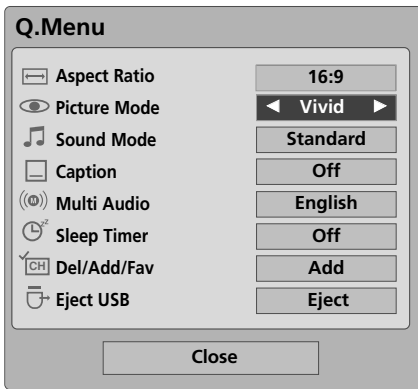 Q.Menu
Aspect Ratio 16:9
Picture Mode ◄ Vivid ►
Sound Mode Standard
Caption Off
Multi Audio English
Sleep Timer Off
CH Del/Add/Fav Add
Eject USB Eject
Close